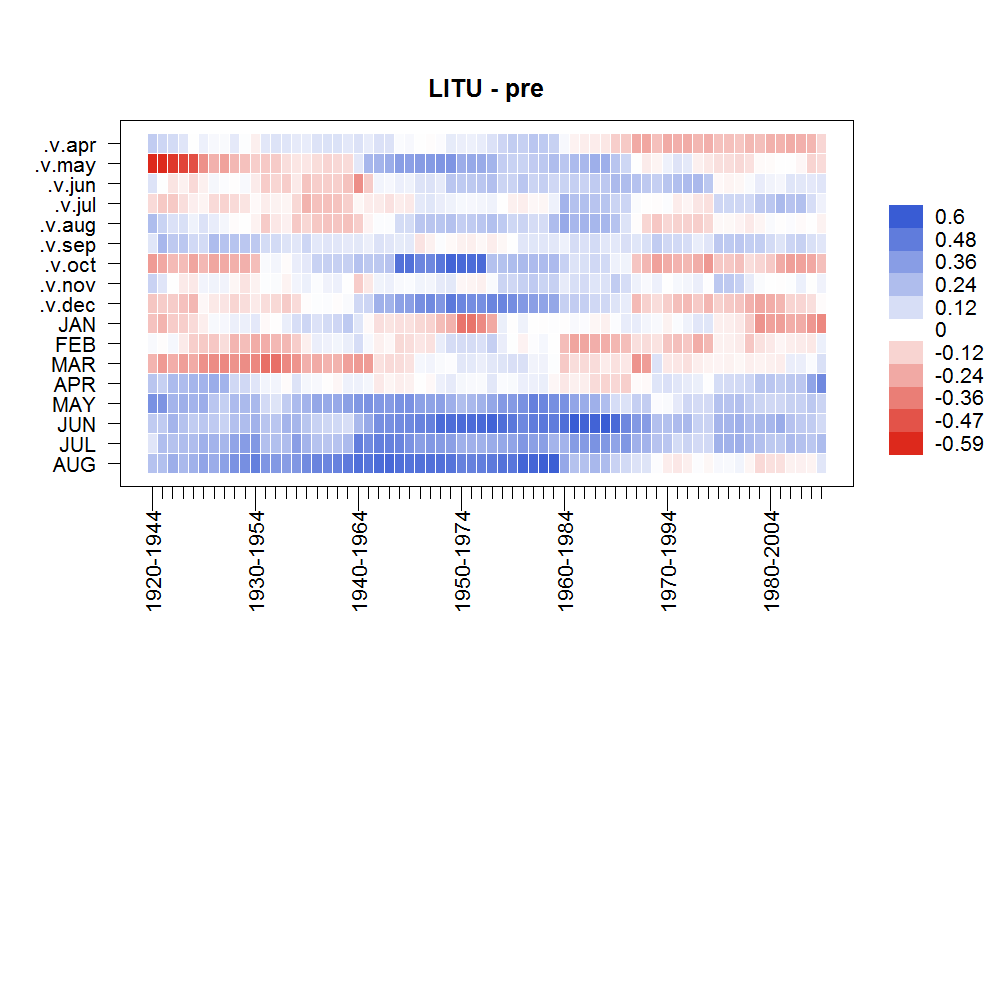 LITU - pre
.v.apr
.v.may
.v.jun
.v.jul
.v.aug
.v.sep
.v.oct
.v.nov
.v.dec
JAN
FEB
MAR
APR
MAY
JUN
JUL
AUG
1920-1944
1930-1954
1940-1964
1950-1974
1960-1984
1970-1994
1980-2004
0.6
0.48
0.36
0.24
0.12
0
-0.12
-0.24
-0.36
-0.47
-0.59